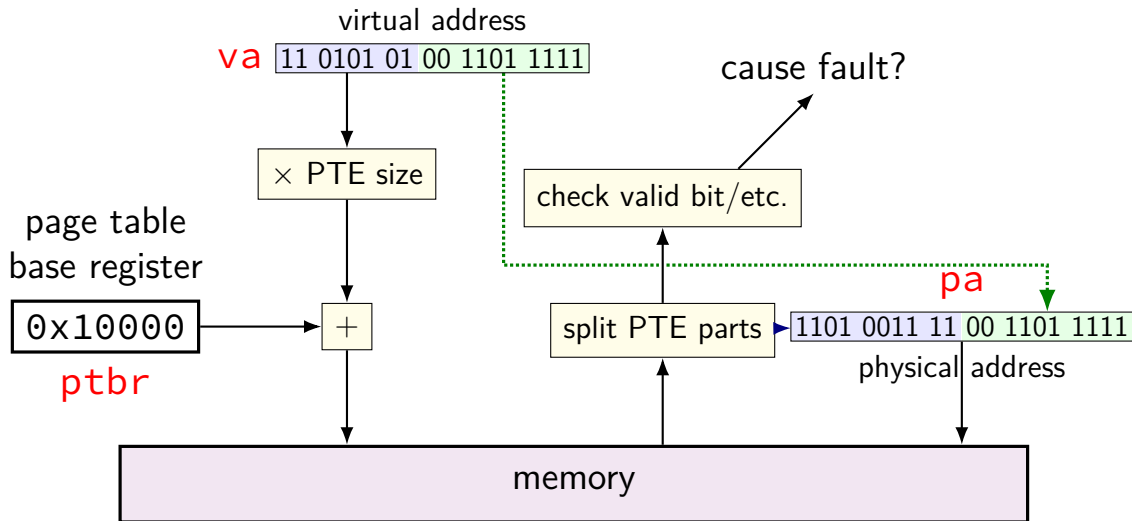 virtual address
va
11 0101 01 00 1101 1111
cause fault?
× PTE size
check valid bit/etc.
page table
base register
pa
0x10000
+
split PTE parts
1101 0011 11 00 1101 1111
ptbr
physical address
memory